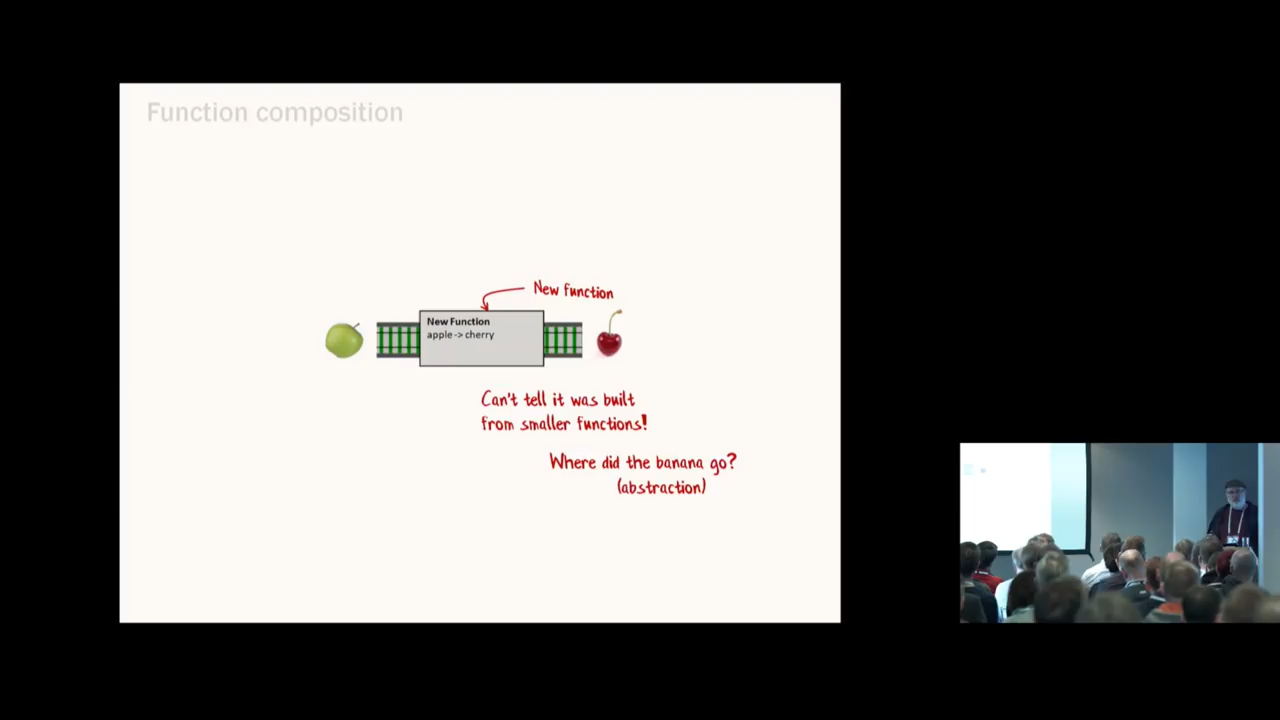 Function composition
New function
New Function
apple -> cherry
Can't tell it was built
from smaller functions!
Where did the banana go?
(abstraction)